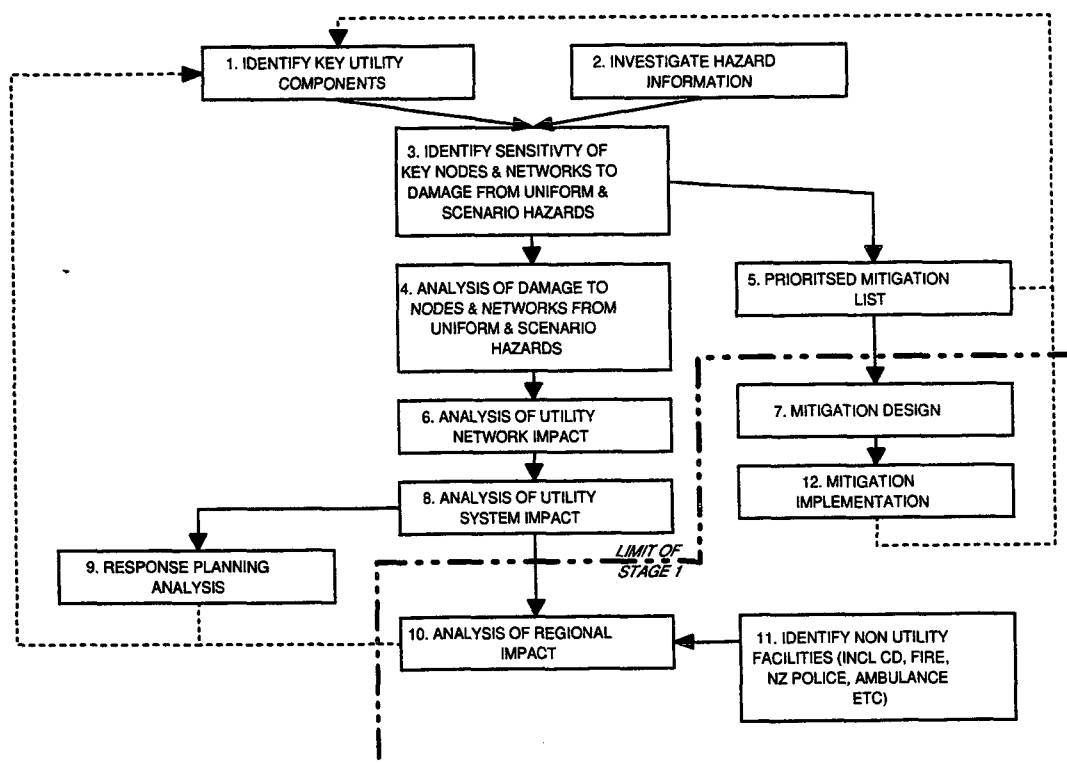 1. IDENTIFY KEY UTILITY
COMPONENTS
2. INVESTIGATE HAZARD
INFORMATION
3. IDENTIFY SENSITIVTY OF
KEY NODES & NETWORKS TO
DAMAGE FROM UNIFORM &
SCENARIO HAZARDS
4. ANALYSIS OF DAMAGE TO
NODES & NETWORKS FROM
UNIFORM & SCENARIO
HAZARDS
5. PRIORITSED MITIGATION
LIST
6. ANALYSIS OF UTILITY
NETWORK IMPACT
7. MITIGATION DESIGN
8. ANALYSIS OF UTILITY
SYSTEM IMPACT
12. MITIGATION
IMPLEMENTATION
LIMIT OF
STAGE 1
9. RESPONSE PLANNING
ANALYSIS
10. ANALYSIS OF REGIONAL
IMPACT
11. IDENTIFY NON UTILITY
FACILITIES (INCL CD, FIRE,
NZ POLICE, AMBULANCE
ETC)